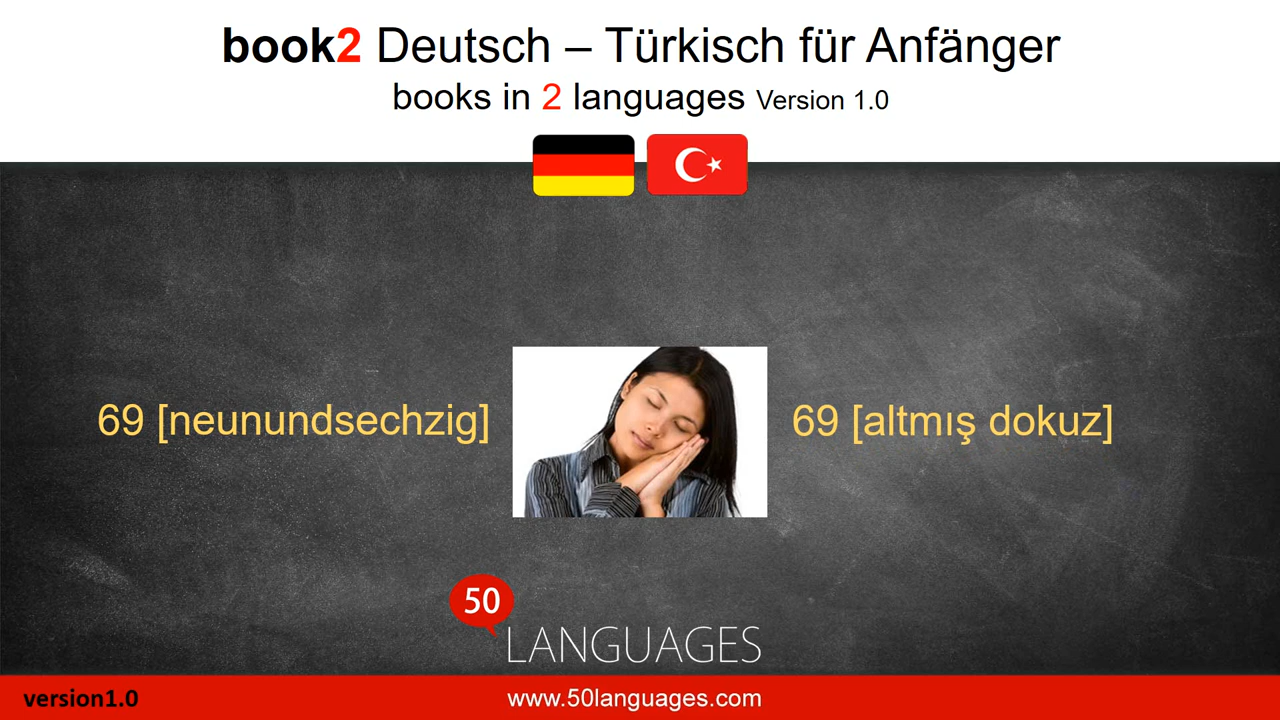 book2 Deutsch – Türkisch für Anfänger
books in 2 languages Version 1.0
69 [neunundsechzig]
69 [altmış dokuz]
50
LANGUAGES
version1.0
www.50languages.com